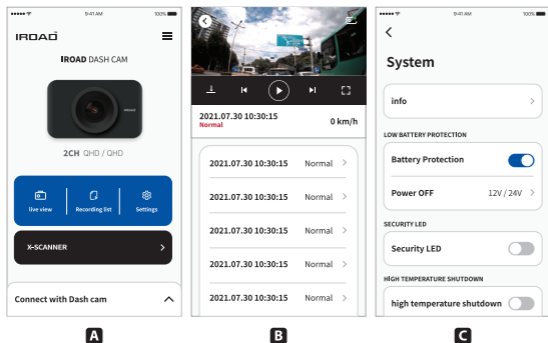 9:41 AM
100%
IROAD
IROAD DASH CAM
2CH QHD / QHD
live view
Recording list
Settings
X-SCANNER
Connect with Dash cam
A
2021.07.30 10:30:15
Normal
0 km/h
2021.07.30 10:30:15 Normal
2021.07.30 10:30:15 Normal
2021.07.30 10:30:15 Normal
2021.07.30 10:30:15 Normal
2021.07.30 10:30:15 Normal
B
9:41 AM
100%
System
info
LOW BATTERY PROTECTION
Battery Protection
Power OFF 12V / 24V
SECURITY LED
Security LED
HIGH TEMPERATURE SHUTDOWN
high temperature shutdown
C